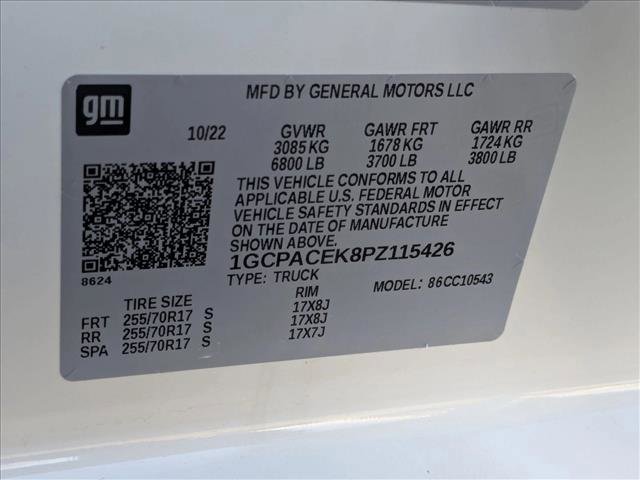 gm
MFD BY GENERAL MOTORS LLC
10/22 GVWR GAWR FRT GAWR RR
3085 KG 1678 KG 1724 KG
6800 LB 3700 LB 3800 LB
THIS VEHICLE CONFORMS TO ALL
APPLICABLE U.S. FEDERAL MOTOR
VEHICLE SAFETY STANDARDS IN EFFECT
ON THE DATE OF MANUFACTURE
SHOWN ABOVE.
8624
1GCPACEK8PZ115426
TYPE: TRUCK MODEL: 86CC10543
TIRE SIZE RIM
FRT 255/70R17 S 17X8J
RR 255/70R17 S 17X8J
SPA 255/70R17 S 17X7J